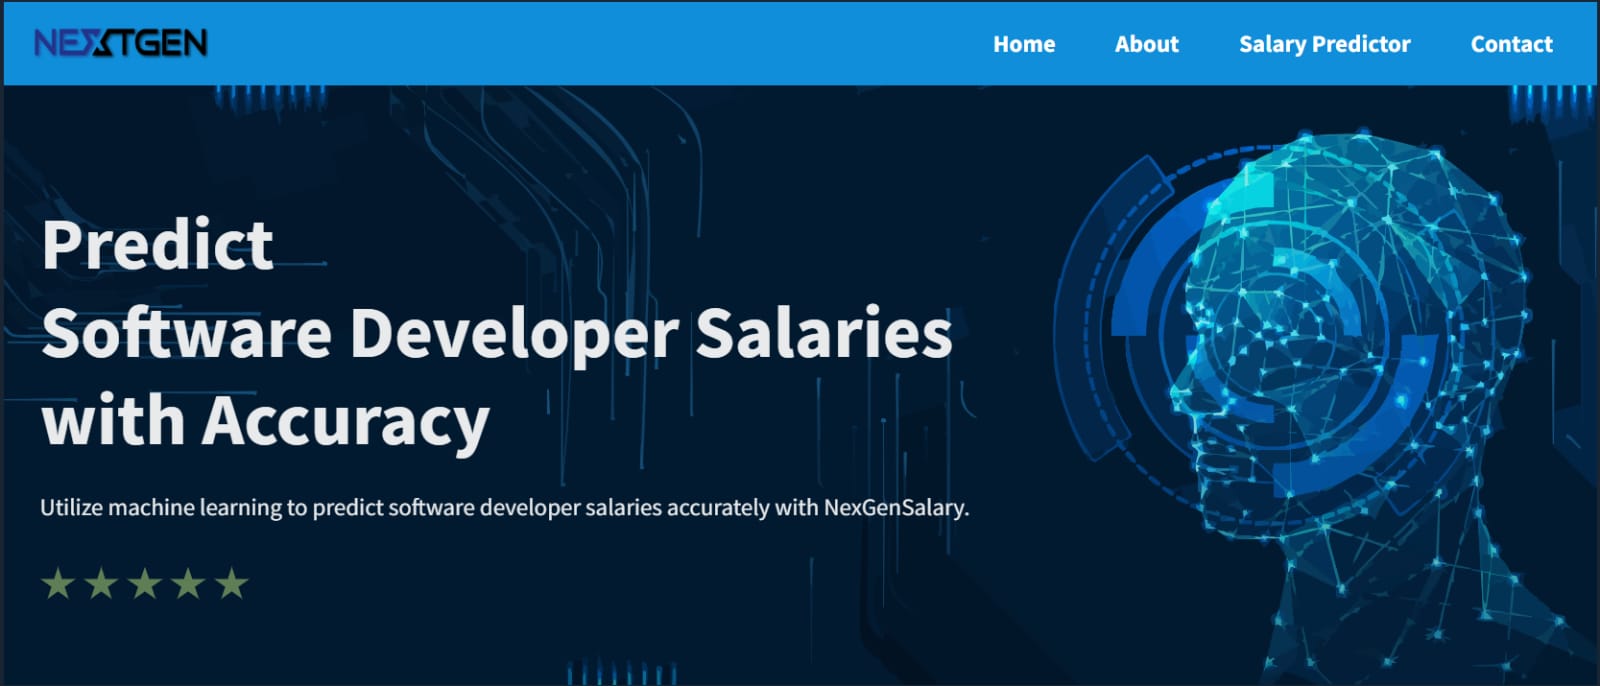 NEXTGEN
Home About Salary Predictor Contact
Predict
Software Developer Salaries
with Accuracy
Utilize machine learning to predict software developer salaries accurately with NexGenSalary.